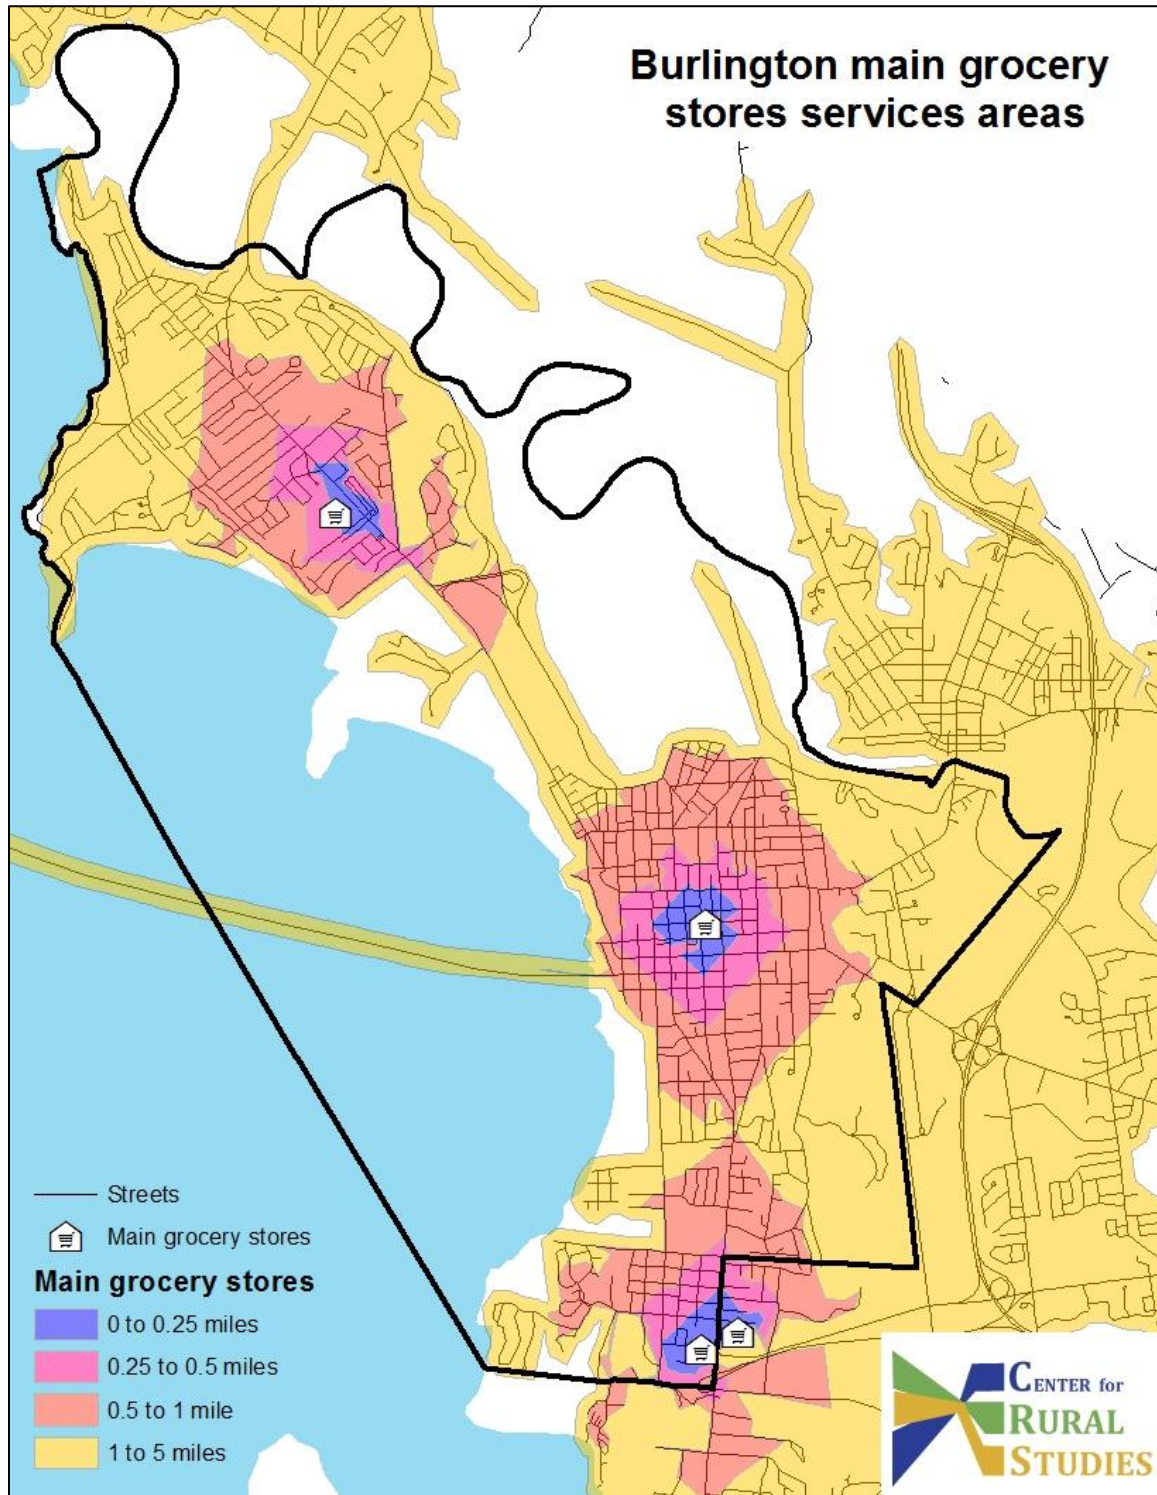 Burlington main grocery
stores services areas
Streets
Main grocery stores
Main grocery stores
0 to 0.25 miles
0.25 to 0.5 miles
0.5 to 1 mile
1 to 5 miles
CENTER for
RURAL
STUDIES